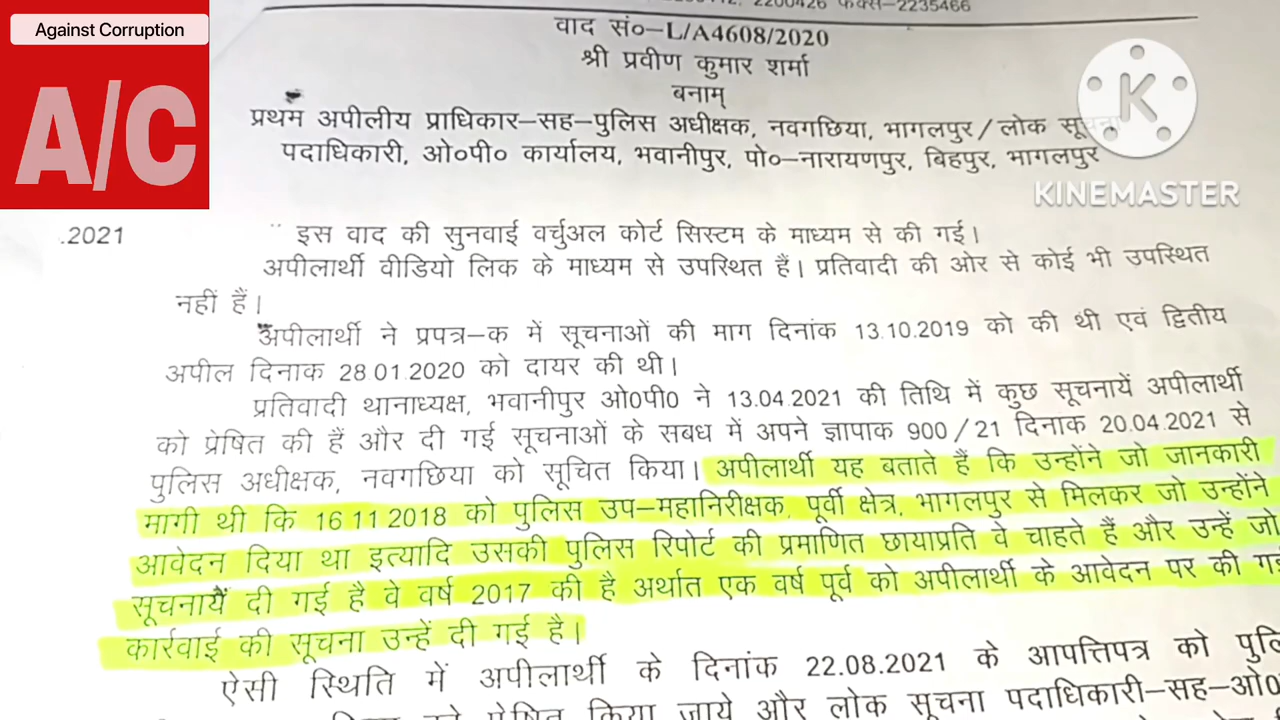 Against Corruption
A/C
2200426 फैक्स–2235466
वाद सं०–L/A4608/2020
श्री प्रवीण कुमार शर्मा
बनाम्
प्रथम अपीलीय प्राधिकार–सह–पुलिस अधीक्षक, नवगछिया, भागलपुर/लोक सूचना
पदाधिकारी, ओ०पी० कार्यालय, भवानीपुर, पो०–नारायणपुर, बिहपुर, भागलपुर
K
KINEMASTER
.2021 इस वाद की सुनवाई वर्चुअल कोर्ट सिस्टम के माध्यम से की गई।
अपीलार्थी वीडियो लिंक के माध्यम से उपस्थित हैं। प्रतिवादी की ओर से कोई भी उपस्थित
नहीं हैं।
अपीलार्थी ने प्रपत्र–क में सूचनाओं की माग दिनांक 13.10.2019 को की थी एवं द्वितीय
अपील दिनाक 28.01.2020 को दायर की थी।
प्रतिवादी थानाध्यक्ष, भवानीपुर ओ0पी0 ने 13.04.2021 की तिथि में कुछ सूचनायें अपीलार्थी
को प्रेषित की हैं और दी गई सूचनाओं के सबध में अपने ज्ञापाक 900/21 दिनाक 20.04.2021 से
पुलिस अधीक्षक, नवगछिया को सूचित किया। अपीलार्थी यह बताते हैं कि उन्होंने जो जानकारी
मागी थी कि 16 11 2018 को पुलिस उप–महानिरीक्षक, पूर्वी क्षेत्र, भागलपुर से मिलकर जो उन्होंने
आवेदन दिया था इत्यादि उसकी पुलिस रिपोर्ट की प्रमाणित छायाप्रति वे चाहते हैं और उन्हें जो
सूचनायें दी गई है वे वर्ष 2017 की है अर्थात एक वर्ष पूर्व को अपीलार्थी के आवेदन पर की गई
कार्रवाई की सूचना उन्हें दी गई है।
ऐसी स्थिति में अपीलार्थी के दिनांक 22.08.2021 के आपत्तिपत्र को
को प्रेषित किया जाये और लोक सूचना पदाधिकारी–सह–ओ0